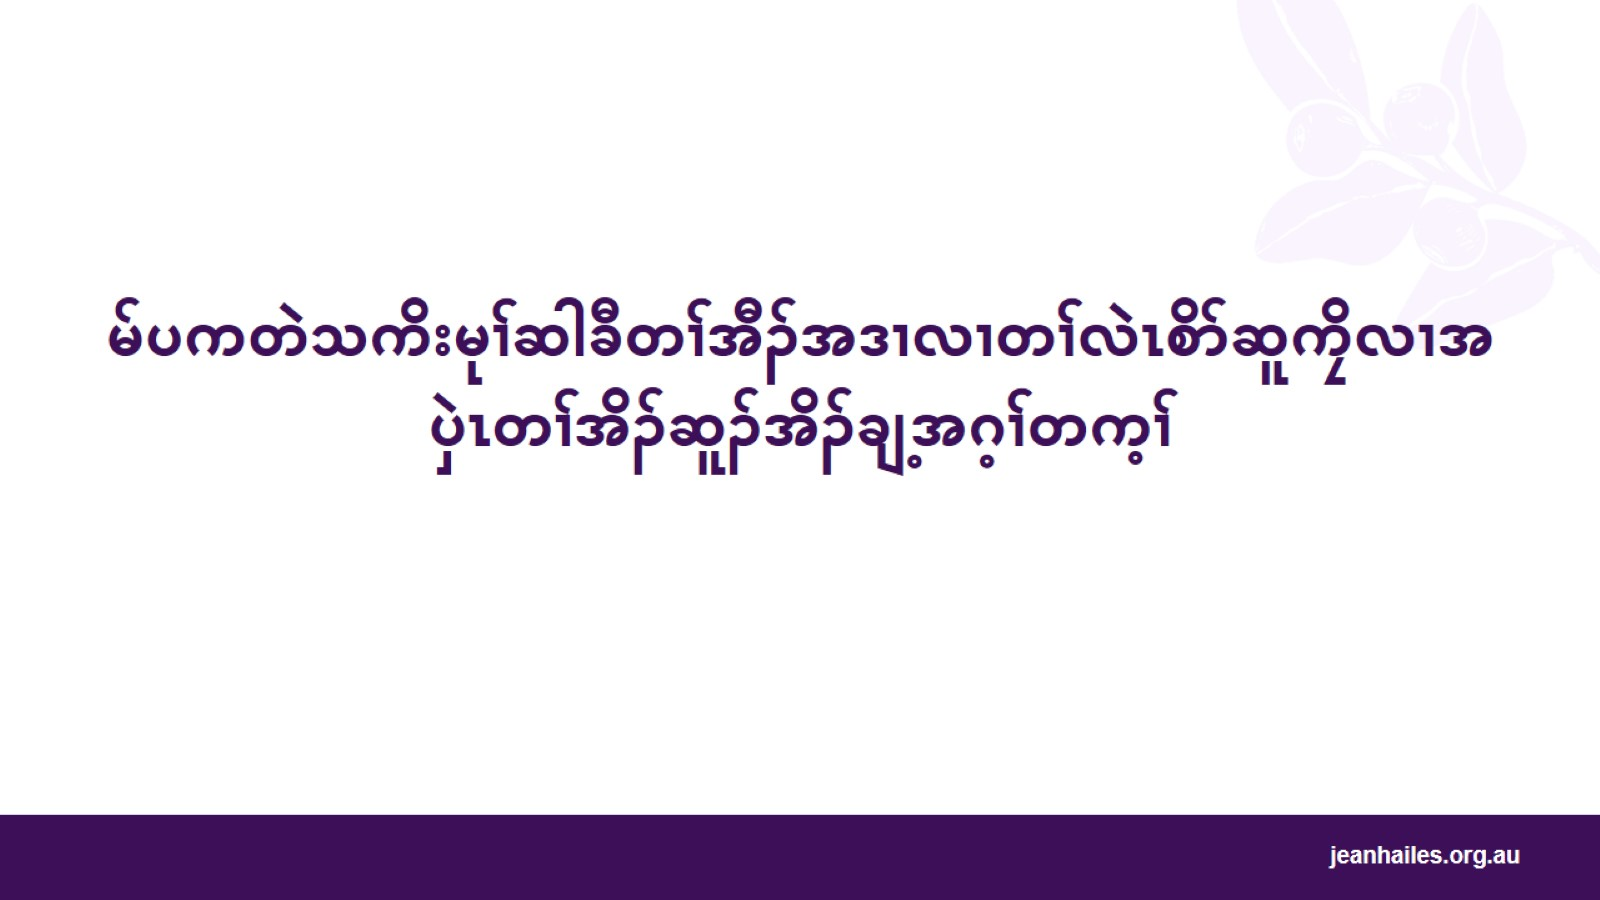 မ်ပကတဲသကိးမုၢ်ဆါခီတၢ်အီၣ်အဒၢလၢတၢ်လဲၤစိာ်ဆူကၠိလၢအ
ပှဲၤတၢ်အိၣ်ဆူၣ်အိၣ်ချ့အဂ့ၢ်တက့ၢ်
jeanhailes.org.au